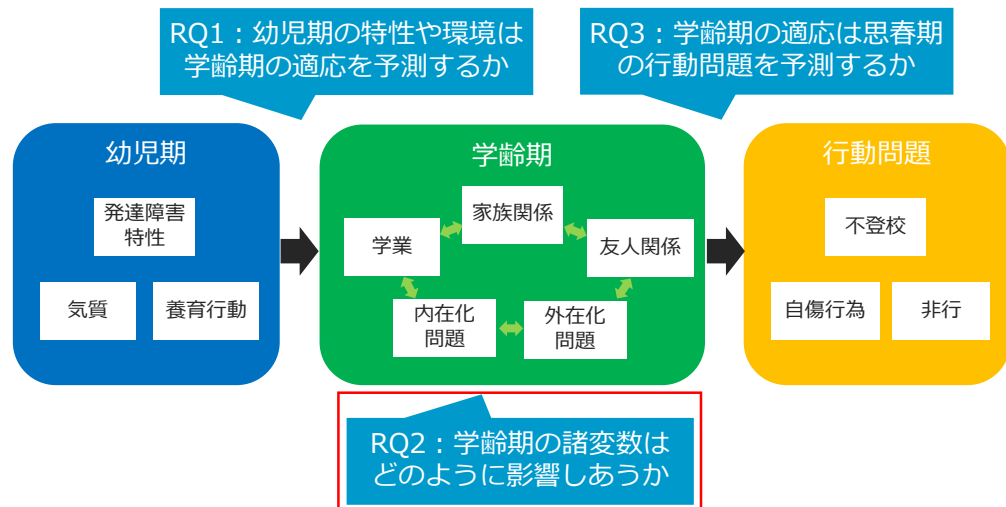 RQ1：幼児期の特性や環境は
学齢期の適応を予測するか
RQ3：学齢期の適応は思春期
の行動問題を予測するか
幼児期
発達障害
特性
気質
養育行動
学齢期
家族関係
学業
友人関係
内在化
問題
外在化
問題
行動問題
不登校
自傷行為
非行
RQ2：学齢期の諸変数は
どのように影響しあうか